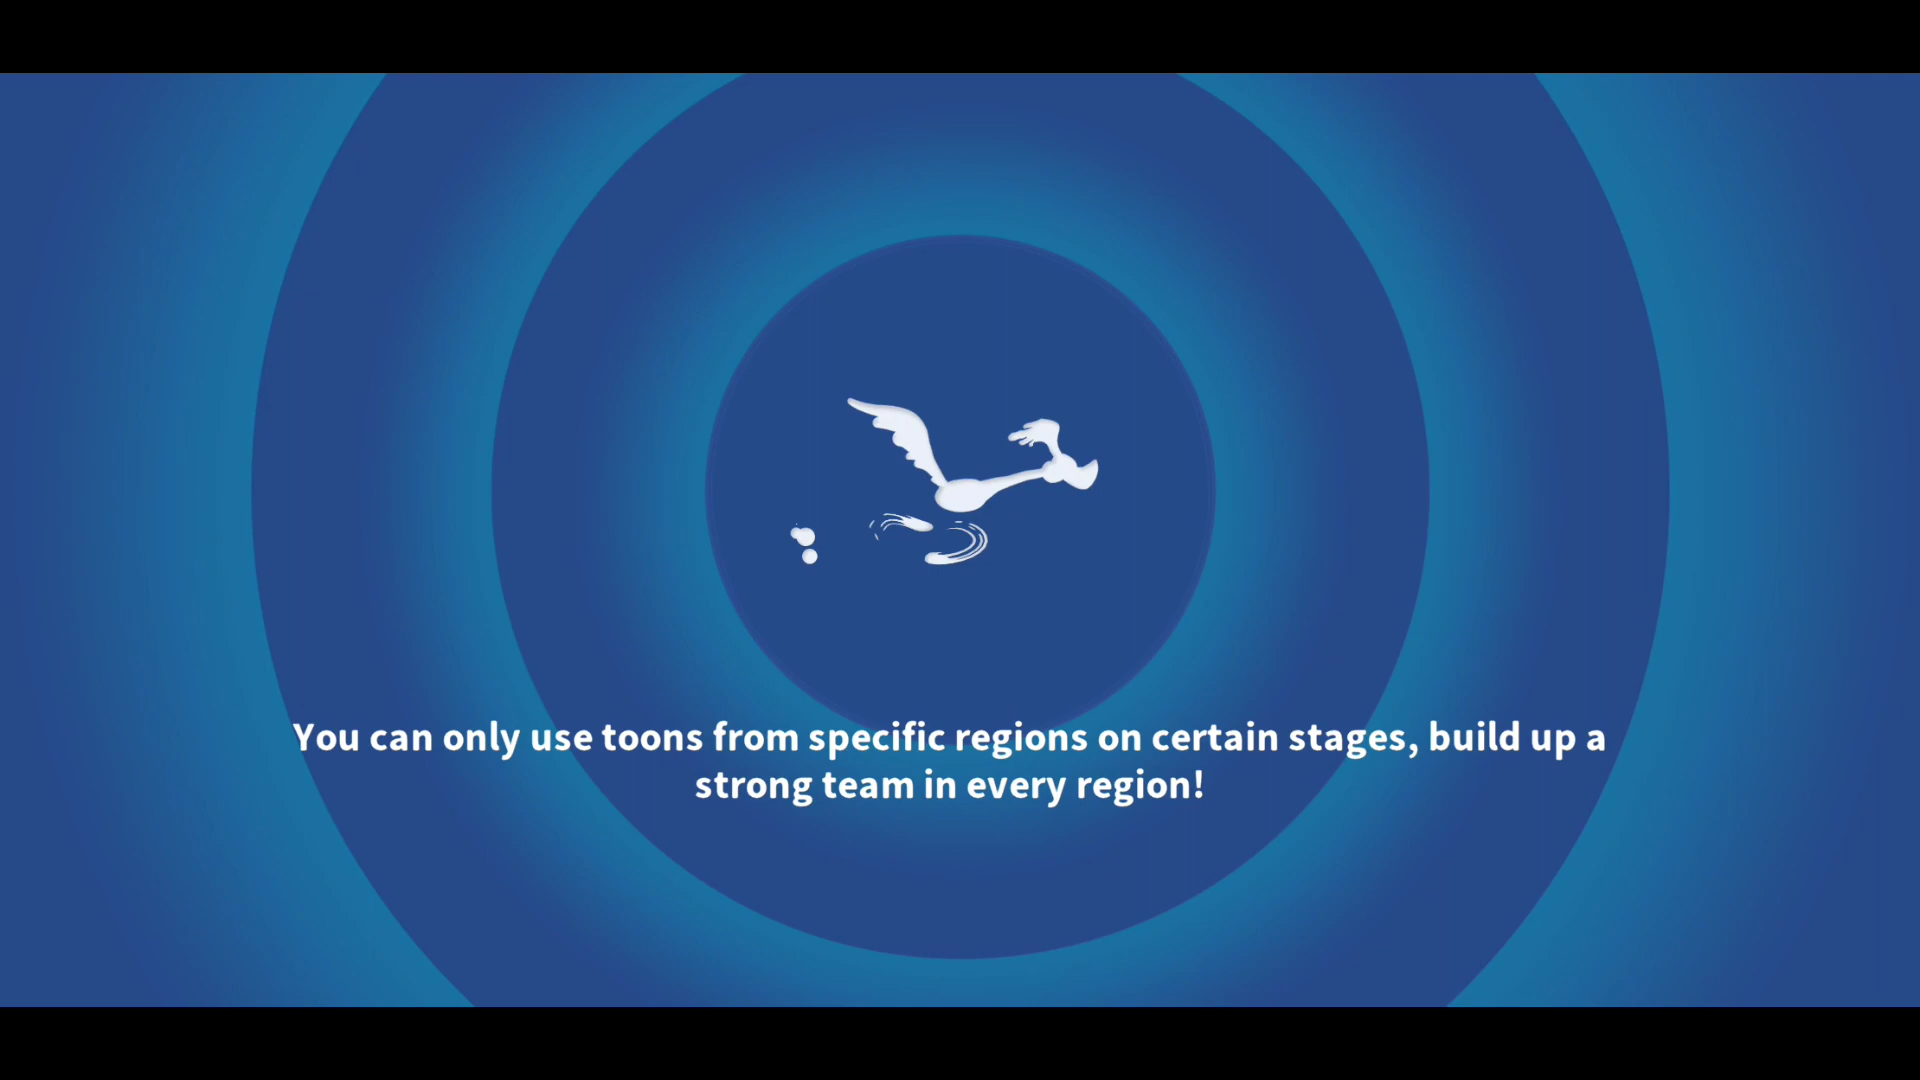 You can only use toons from specific regions on certain stages, build up a
strong team in every region!